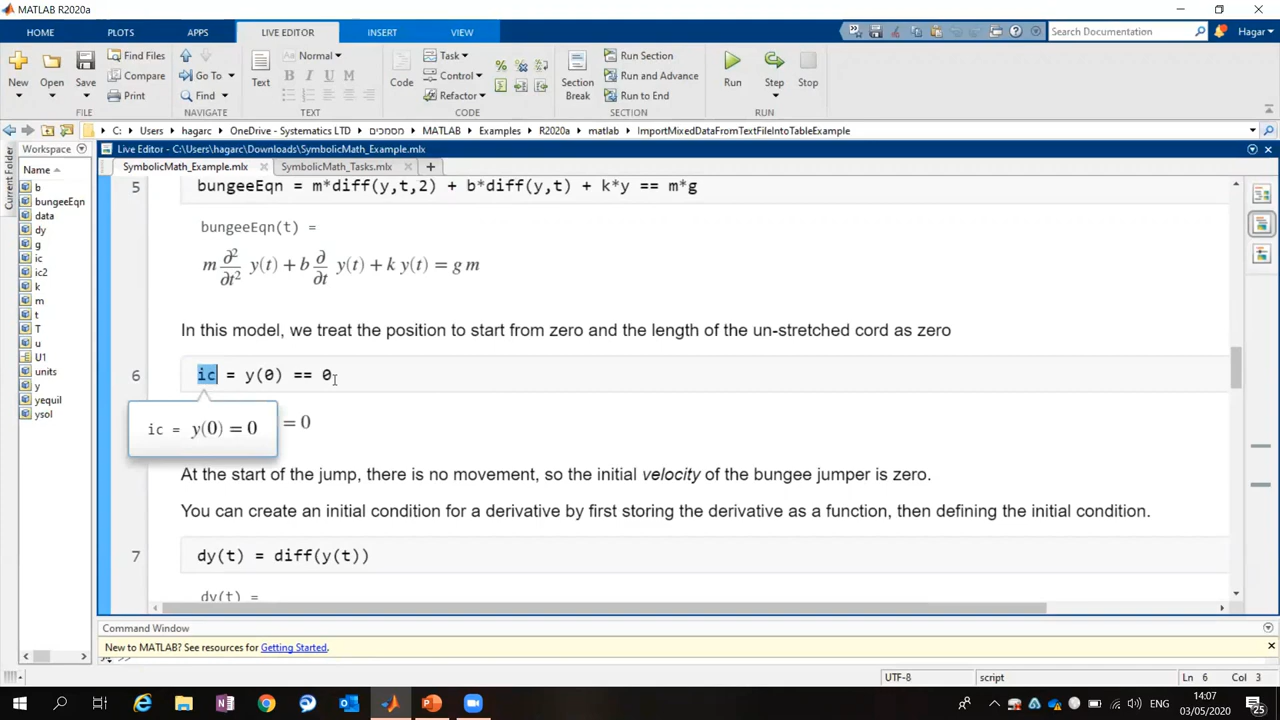 MATLAB R2020a
HOME PLOTS APPS LIVE EDITOR INSERT VIEW
Search Documentation
Hagar
New
Open
Save
Find Files
Compare
Print
FILE
Go To
Find
NAVIGATE
Text
Normal
B I U M
TEXT
Code
Task
Control
Refactor
CODE
Section Break
Run Section
Run and Advance
Run to End
SECTION
Run
Step
Stop
RUN
C: Users hagarc OneDrive - Systematics LTD מסמכים MATLAB Examples R2020a matlab ImportMixedDataFromTextFileIntoTableExample
Current Folder
Workspace
Name
b
bungeeEqn
data
dy
g
ic
ic2
k
m
t
T
u
U1
units
y
yequil
ysol
Live Editor - C:\Users\hagarc\Downloads\SymbolicMath_Example.mlx
SymbolicMath_Example.mlx SymbolicMath_Tasks.mlx
5 bungeeEqn = m*diff(y,t,2) + b*diff(y,t) + k*y == m*g
bungeeEqn(t) =
m ∂²/∂t² y(t) + b ∂/∂t y(t) + k y(t) = g m
In this model, we treat the position to start from zero and the length of the un-stretched cord as zero
6 ic = y(0) == 0
ic = y(0) = 0
= 0
At the start of the jump, there is no movement, so the initial velocity of the bungee jumper is zero.
You can create an initial condition for a derivative by first storing the derivative as a function, then defining the initial condition.
7 dy(t) = diff(y(t))
dy(t) =
Command Window
New to MATLAB? See resources for Getting Started.
>>
UTF-8 script Ln 6 Col 3
ENG
14:07
03/05/2020
25